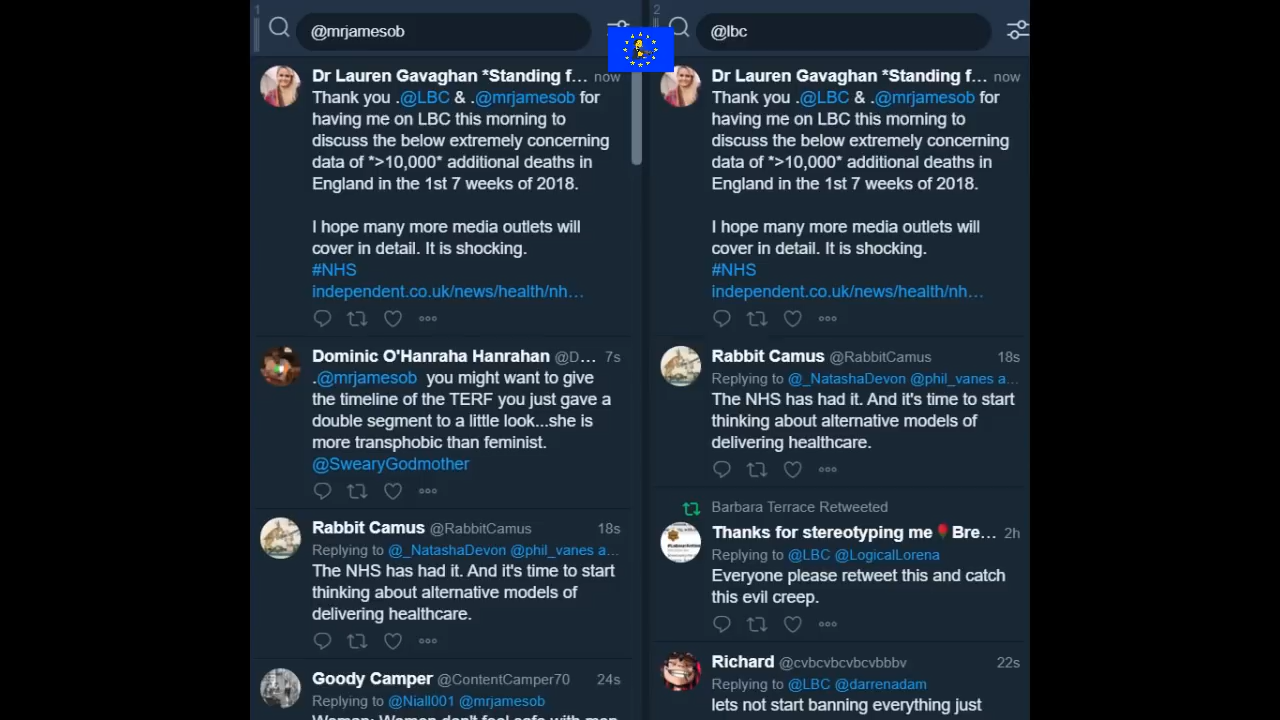 1
@mrjamesob
Dr Lauren Gavaghan *Standing f... now
Thank you .@LBC & .@mrjamesob for
having me on LBC this morning to
discuss the below extremely concerning
data of *>10,000* additional deaths in
England in the 1st 7 weeks of 2018.
I hope many more media outlets will
cover in detail. It is shocking.
#NHS
independent.co.uk/news/health/nh…
Dominic O'Hanraha Hanrahan @D... 7s
.@mrjamesob you might want to give
the timeline of the TERF you just gave a
double segment to a little look...she is
more transphobic than feminist.
@SwearyGodmother
Rabbit Camus @RabbitCamus 18s
Replying to @_NatashaDevon @phil_vanes a...
The NHS has had it. And it's time to start
thinking about alternative models of
delivering healthcare.
Goody Camper @ContentCamper70 24s
Replying to @Niall001 @mrjamesob
Woman: Women don't feel safe with men
2
@lbc
Dr Lauren Gavaghan *Standing f... now
Thank you .@LBC & .@mrjamesob for
having me on LBC this morning to
discuss the below extremely concerning
data of *>10,000* additional deaths in
England in the 1st 7 weeks of 2018.
I hope many more media outlets will
cover in detail. It is shocking.
#NHS
independent.co.uk/news/health/nh…
Rabbit Camus @RabbitCamus 18s
Replying to @_NatashaDevon @phil_vanes a...
The NHS has had it. And it's time to start
thinking about alternative models of
delivering healthcare.
Barbara Terrace Retweeted
Thanks for stereotyping me🌹Bre... 2h
Replying to @LBC @LogicalLorena
Everyone please retweet this and catch
this evil creep.
Richard @cvbcvbcvbcvbbbv 22s
Replying to @LBC @darrenadam
lets not start banning everything just